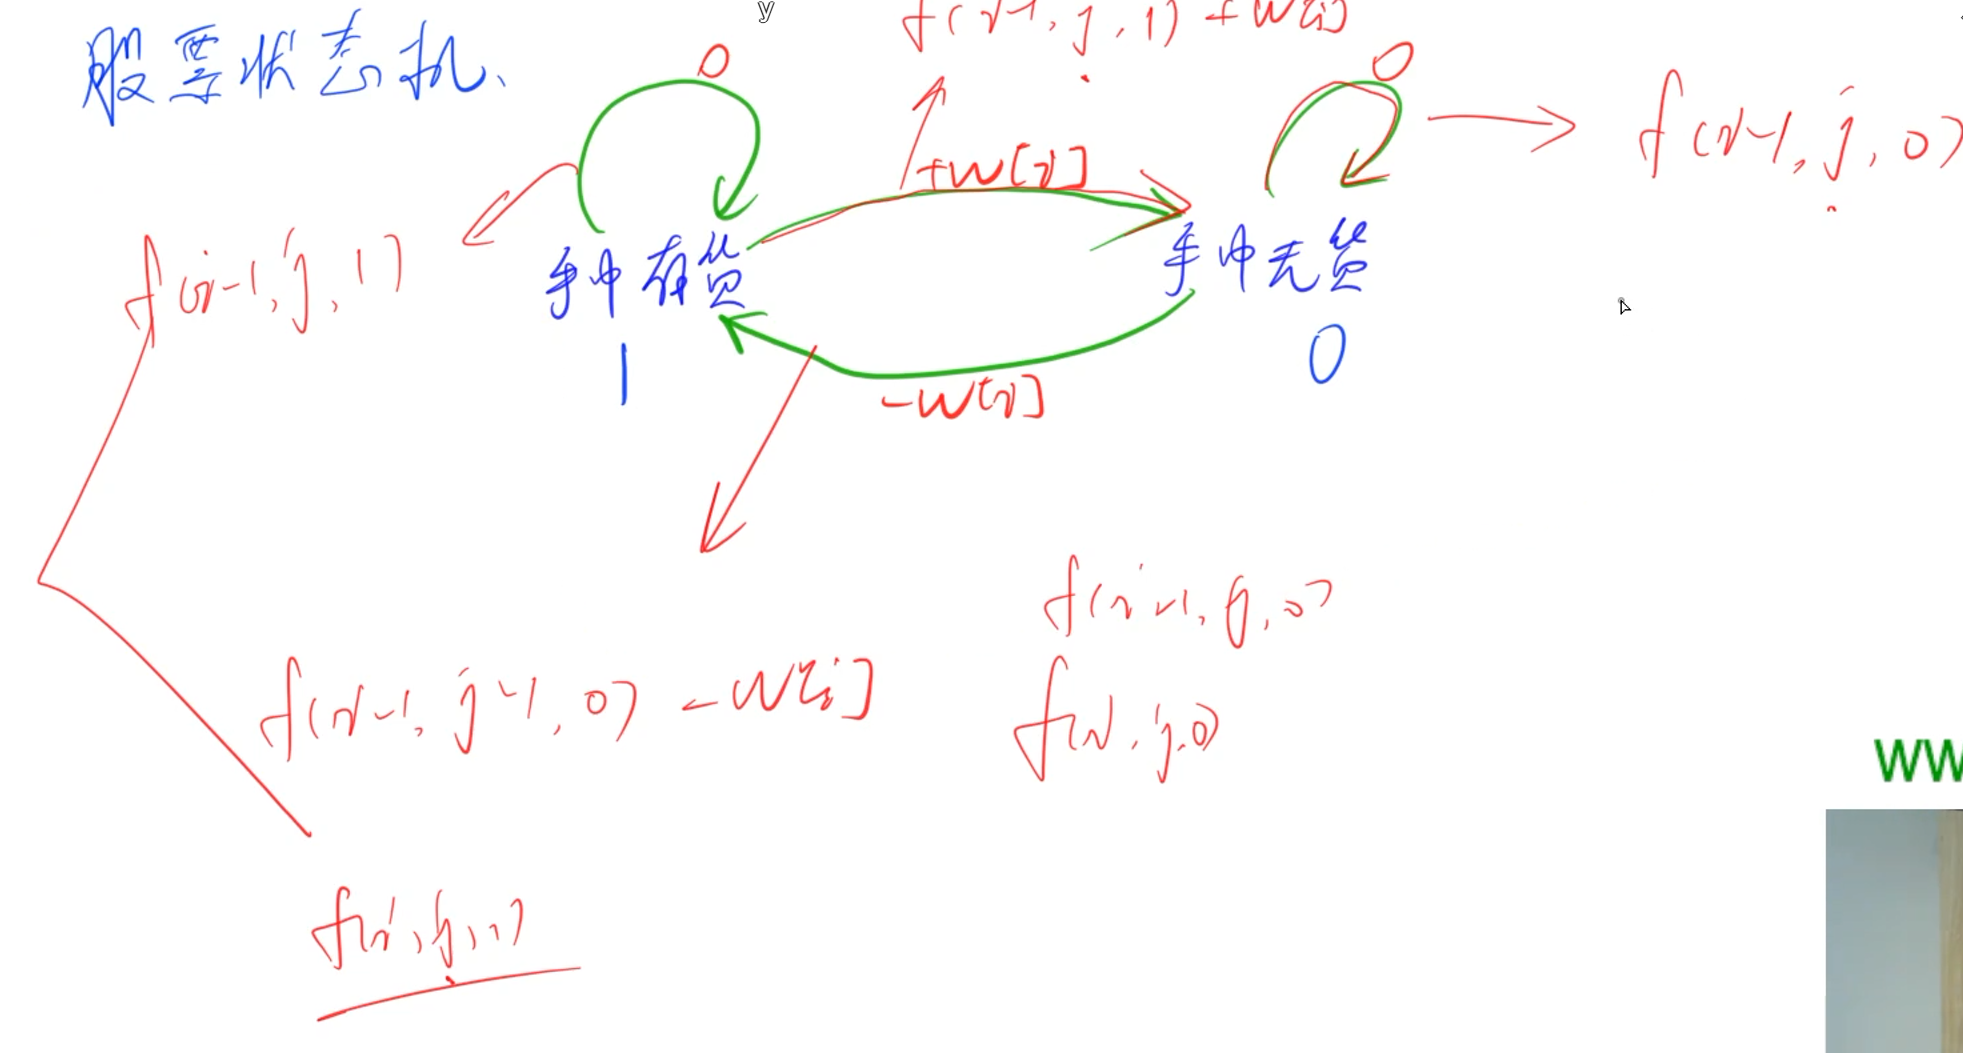 f(i-1, j, 1) + w[i]
股票状态机、
0
0
f(i-1, j, 0)
+w[i]
f(i-1, j, 1)
手中有货
手中无货
1
0
-w[i]
f(i-1, j, 0)
f(i-1, j-1, 0) - w[i]
f(i, j, 0)
f(i, j, 1)